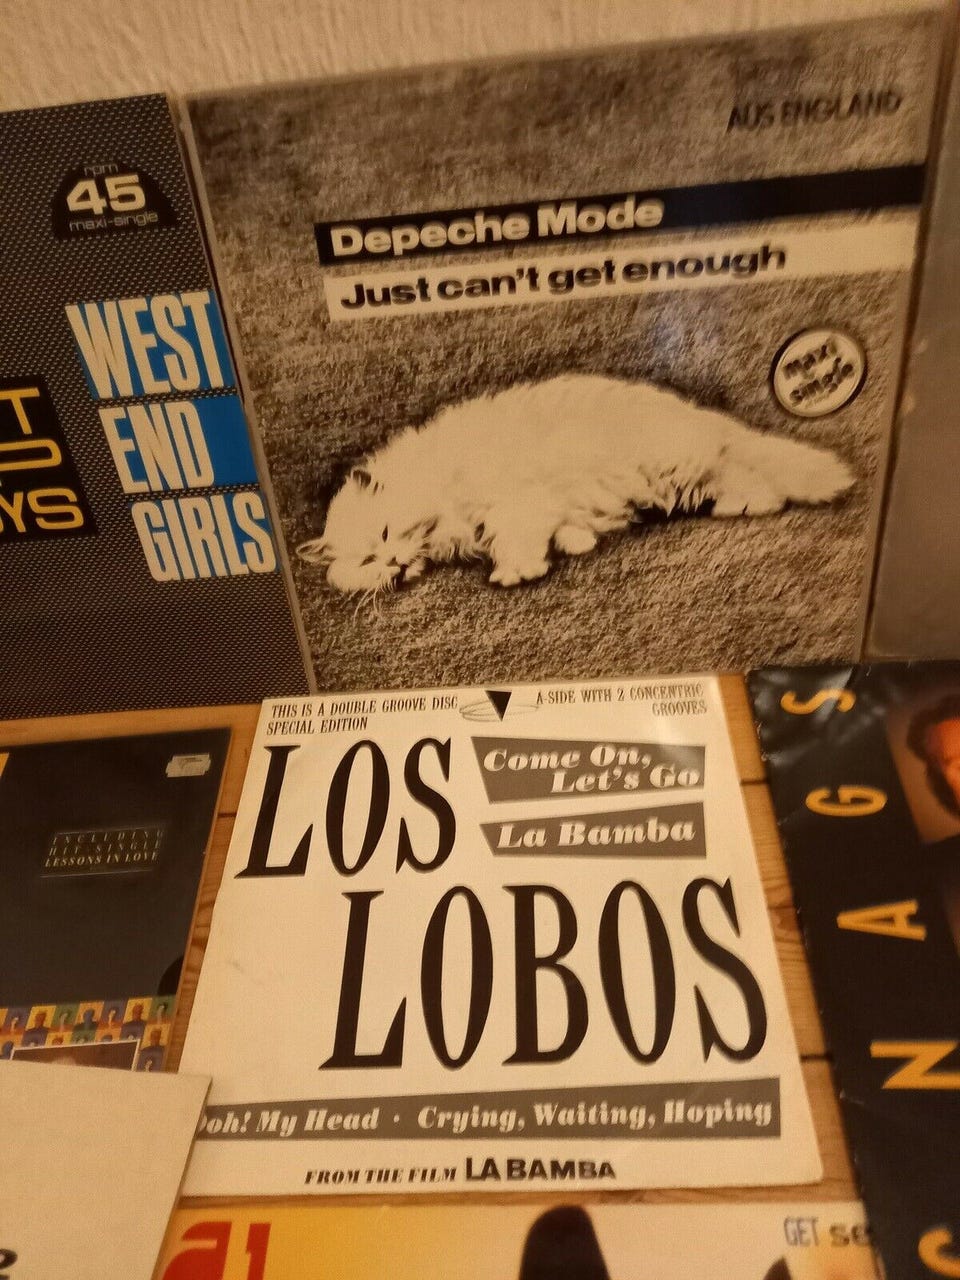 rpm
45
maxi-single
WEST
END
GIRLS
T
P
YS
AUS ENGLAND
Depeche Mode
Just can't get enough
maxi
single
THIS IS A DOUBLE GROOVE DISC
SPECIAL EDITION
A-SIDE WITH 2 CONCENTRIC
GROOVES
LOS
LOBOS
Come On,
Let's Go
La Bamba
Ooh! My Head · Crying, Waiting, Hoping
FROM THE FILM LA BAMBA
INCLUDING
HIT SINGLE
LESSONS IN LOVE
S
G
A
N
GET se